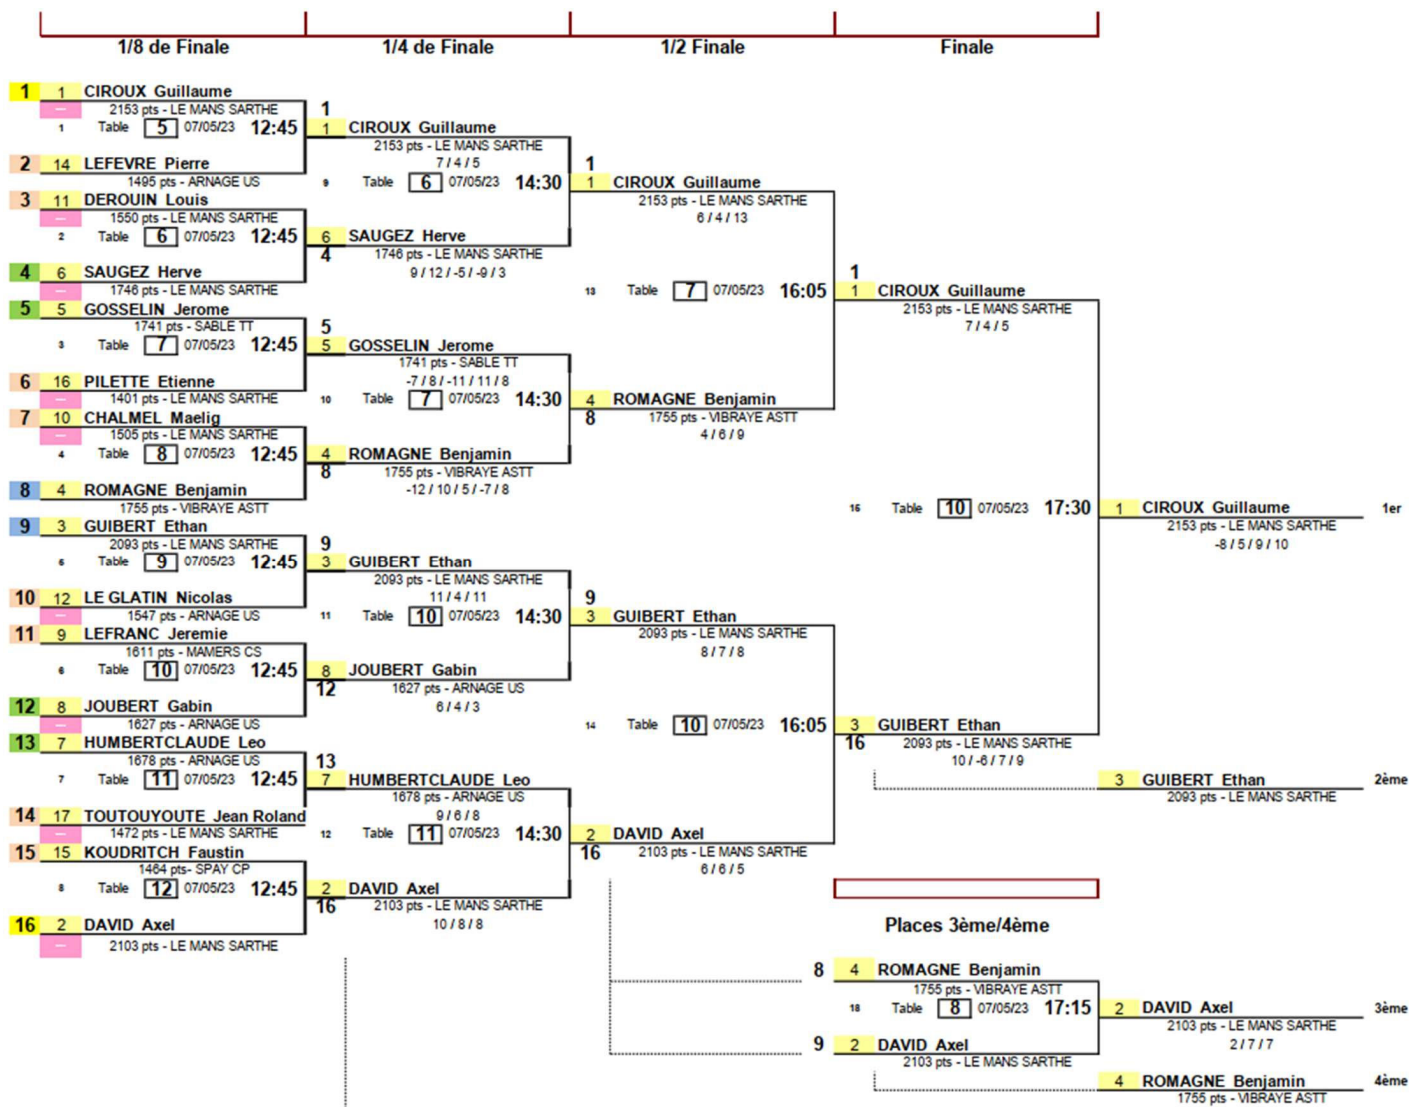 1/8 de Finale
1/4 de Finale
1/2 Finale
Finale
1 1 CIROUX Guillaume
2153 pts - LE MANS SARTHE
1 Table 5 07/05/23 12:45
2 14 LEFEVRE Pierre
1495 pts - ARNAGE US
3 11 DEROUIN Louis
1550 pts - LE MANS SARTHE
2 Table 6 07/05/23 12:45
4 6 SAUGEZ Herve
1746 pts - LE MANS SARTHE
5 5 GOSSELIN Jerome
1741 pts - SABLE TT
3 Table 7 07/05/23 12:45
6 16 PILETTE Etienne
1401 pts - LE MANS SARTHE
7 10 CHALMEL Maelig
1505 pts - LE MANS SARTHE
4 Table 8 07/05/23 12:45
8 4 ROMAGNE Benjamin
1755 pts - VIBRAYE ASTT
9 3 GUIBERT Ethan
2093 pts - LE MANS SARTHE
5 Table 9 07/05/23 12:45
10 12 LE GLATIN Nicolas
1547 pts - ARNAGE US
11 9 LEFRANC Jeremie
1611 pts - MAMERS CS
6 Table 10 07/05/23 12:45
12 8 JOUBERT Gabin
1627 pts - ARNAGE US
13 7 HUMBERTCLAUDE Leo
1678 pts - ARNAGE US
7 Table 11 07/05/23 12:45
14 17 TOUTOUYOUTE Jean Roland
1472 pts - LE MANS SARTHE
15 15 KOUDRITCH Faustin
1464 pts- SPAY CP
8 Table 12 07/05/23 12:45
16 2 DAVID Axel
2103 pts - LE MANS SARTHE
1
1 CIROUX Guillaume
2153 pts - LE MANS SARTHE
7 / 4 / 5
9 Table 6 07/05/23 14:30
6 SAUGEZ Herve
4
1746 pts - LE MANS SARTHE
9 / 12 / -5 / -9 / 3
5
5 GOSSELIN Jerome
1741 pts - SABLE TT
-7 / 8 / -11 / 11 / 8
10 Table 7 07/05/23 14:30
4 ROMAGNE Benjamin
8
1755 pts - VIBRAYE ASTT
-12 / 10 / 5 / -7 / 8
9
3 GUIBERT Ethan
2093 pts - LE MANS SARTHE
11 / 4 / 11
11 Table 10 07/05/23 14:30
8 JOUBERT Gabin
12
1627 pts - ARNAGE US
6 / 4 / 3
13
7 HUMBERTCLAUDE Leo
1678 pts - ARNAGE US
9 / 6 / 8
12 Table 11 07/05/23 14:30
2 DAVID Axel
16
2103 pts - LE MANS SARTHE
10 / 8 / 8
1
1 CIROUX Guillaume
2153 pts - LE MANS SARTHE
6 / 4 / 13
13 Table 7 07/05/23 16:05
4 ROMAGNE Benjamin
8
1755 pts - VIBRAYE ASTT
4 / 6 / 9
9
3 GUIBERT Ethan
2093 pts - LE MANS SARTHE
8 / 7 / 8
14 Table 10 07/05/23 16:05
2 DAVID Axel
16
2103 pts - LE MANS SARTHE
6 / 6 / 5
1
1 CIROUX Guillaume
2153 pts - LE MANS SARTHE
7 / 4 / 5
16 Table 10 07/05/23 17:30
3 GUIBERT Ethan
16
2093 pts - LE MANS SARTHE
10 / -6 / 7 / 9
1 CIROUX Guillaume 1er
2153 pts - LE MANS SARTHE
-8 / 5 / 9 / 10
3 GUIBERT Ethan 2ème
2093 pts - LE MANS SARTHE
Places 3ème/4ème
8 4 ROMAGNE Benjamin
1755 pts - VIBRAYE ASTT
18 Table 8 07/05/23 17:15
9 2 DAVID Axel
2103 pts - LE MANS SARTHE
2 DAVID Axel 3ème
2103 pts - LE MANS SARTHE
2 / 7 / 7
4 ROMAGNE Benjamin 4ème
1755 pts - VIBRAYE ASTT